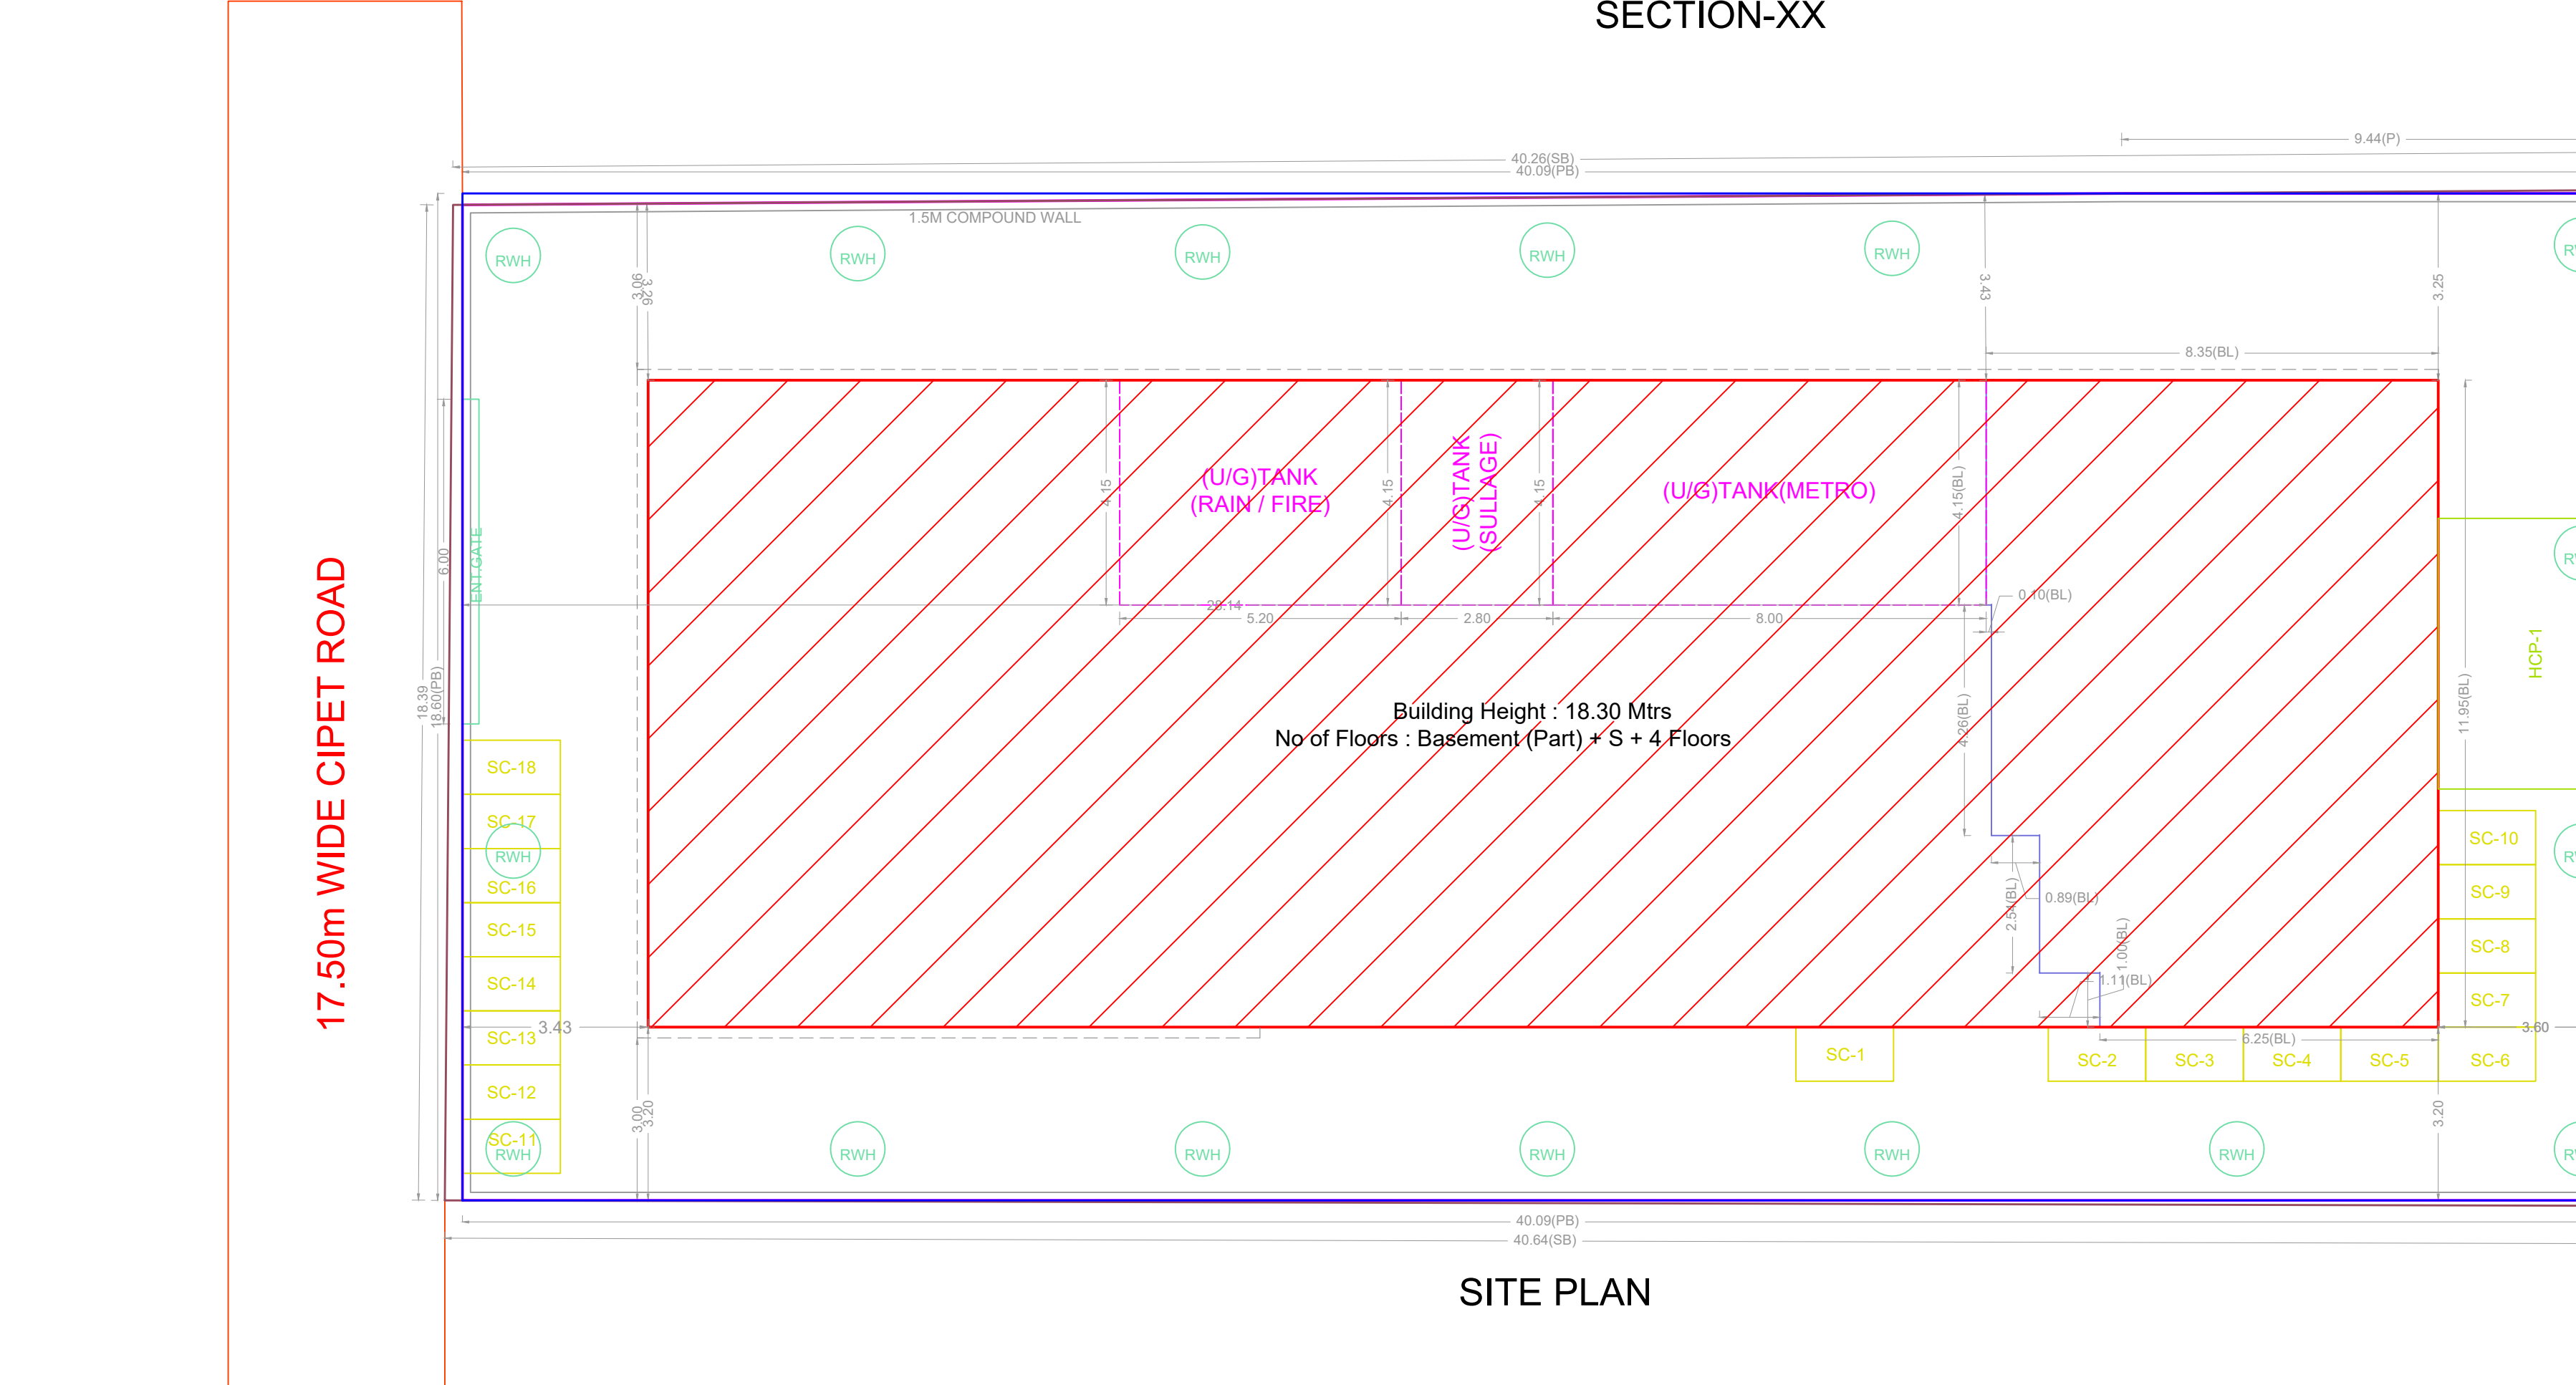 SECTION-XX
9.44(P)
40.26(SB)
40.09(PB)
1.5M COMPOUND WALL
RWH
RWH
RWH
RWH
RWH
3.06
3.26
3.43
3.25
8.35(BL)
4.15
(U/G)TANK
(RAIN / FIRE)
4.15
(U/G)TANK
(SULLAGE)
4.15
(U/G)TANK(METRO)
4.15(BL)
6.00
ENT.GATE
28.14
5.20
2.80
8.00
0.10(BL)
17.50m WIDE CIPET ROAD
18.39
18.60(PB)
HCP-1
11.95(BL)
4.26(BL)
Building Height : 18.30 Mtrs
No of Floors : Basement (Part) + S + 4 Floors
SC-18
SC-17
RWH
SC-16
SC-15
SC-14
SC-13
SC-12
SC-11
RWH
3.43
SC-10
SC-9
SC-8
SC-7
0.89(BL)
2.54(BL)
1.00(BL)
1.11(BL)
3.60
6.25(BL)
SC-1
SC-2
SC-3
SC-4
SC-5
SC-6
3.00
3.20
3.20
RWH
RWH
RWH
RWH
RWH
40.09(PB)
40.64(SB)
SITE PLAN